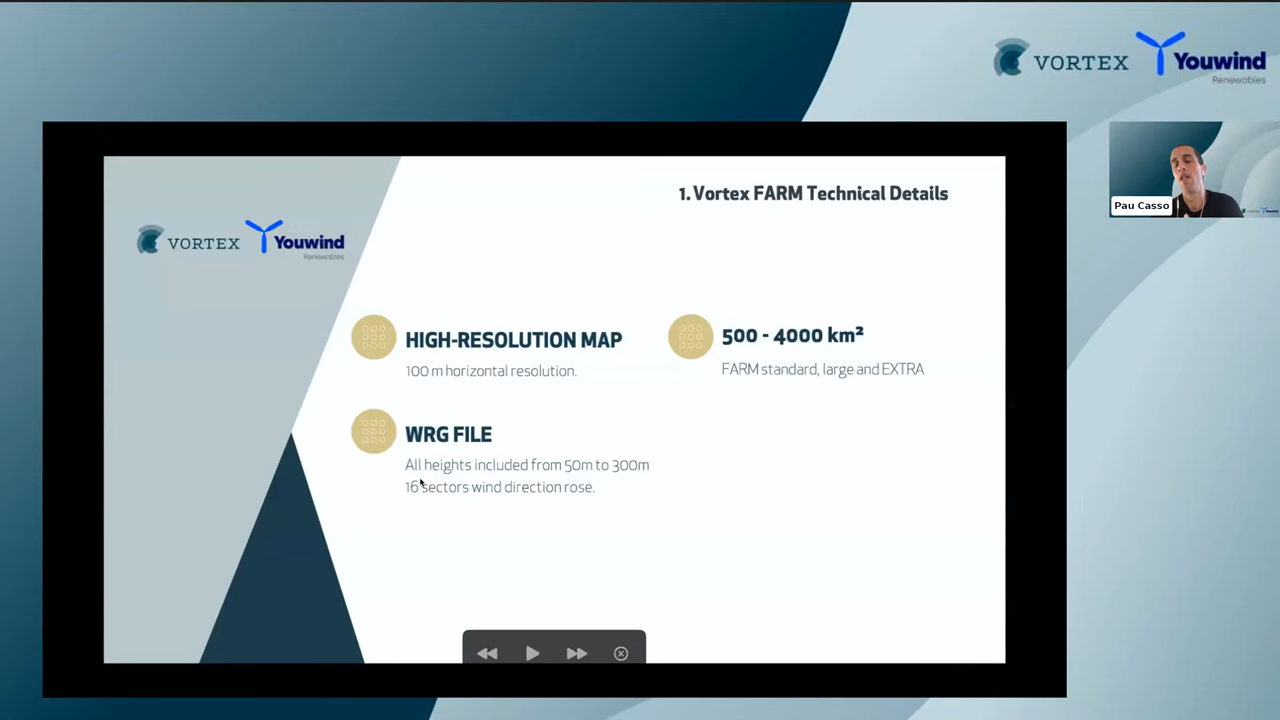 VORTEX
Youwind
Renewables
1. Vortex FARM Technical Details
VORTEX
Youwind
Renewables
HIGH-RESOLUTION MAP
100 m horizontal resolution.
500 - 4000 km²
FARM standard, large and EXTRA
WRG FILE
All heights included from 50m to 300m
16 sectors wind direction rose.
Pau Casso